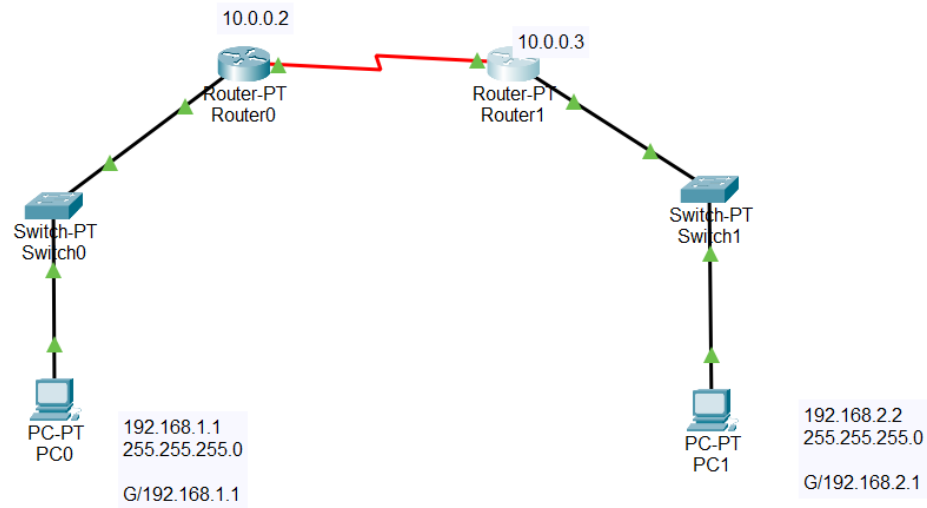 10.0.0.2
10.0.0.3
Router-PT
Router0
Router-PT
Router1
Switch-PT
Switch0
Switch-PT
Switch1
PC-PT
PC0
192.168.1.1
255.255.255.0
G/192.168.1.1
PC-PT
PC1
192.168.2.2
255.255.255.0
G/192.168.2.1